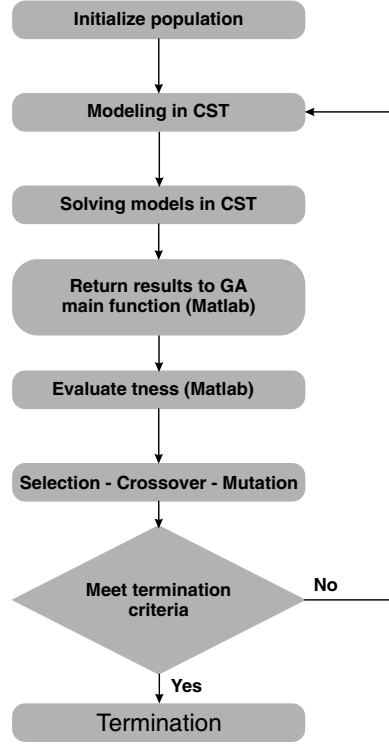 Initialize population
Modeling in CST
Solving models in CST
Return results to GA
main function (Matlab)
Evaluate tness (Matlab)
Selection - Crossover - Mutation
Meet termination
criteria
No
Yes
Termination